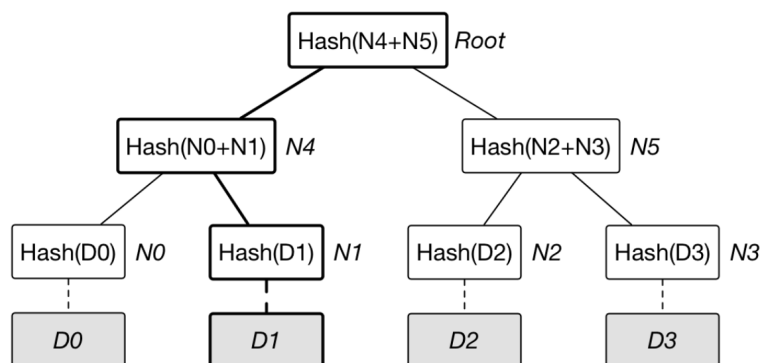 Hash(N4+N5) Root
Hash(N0+N1) N4
Hash(N2+N3) N5
Hash(D0) N0
Hash(D1) N1
Hash(D2) N2
Hash(D3) N3
D0
D1
D2
D3